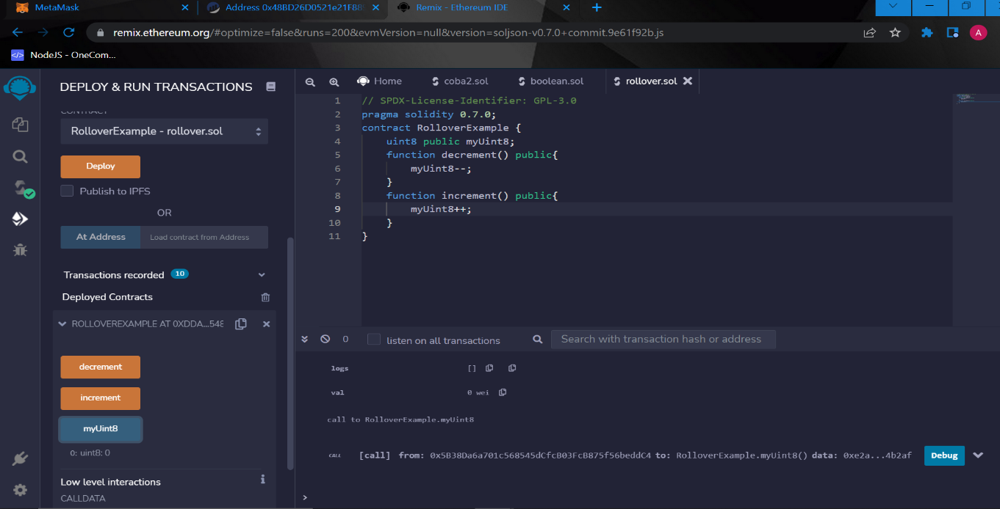 MetaMask
Address 0x48BD26D0521e21F88
Remix - Ethereum IDE
remix.ethereum.org/#optimize=false&runs=200&evmVersion=null&version=soljson-v0.7.0+commit.9e61f92b.js
A
NodeJS - OneCom...
DEPLOY & RUN TRANSACTIONS
CONTRACT
RolloverExample - rollover.sol
Deploy
Publish to IPFS
OR
At Address
Load contract from Address
Transactions recorded 10
Deployed Contracts
ROLLOVEREXAMPLE AT 0XDDA...548
decrement
increment
myUint8
0: uint8: 0
Low level interactions
i
CALLDATA
Home
coba2.sol
boolean.sol
rollover.sol
1 // SPDX-License-Identifier: GPL-3.0
2 pragma solidity 0.7.0;
3 contract RolloverExample {
4 uint8 public myUint8;
5 function decrement() public{
6 myUint8--;
7 }
8 function increment() public{
9 myUint8++;
10 }
11 }
0
listen on all transactions
Search with transaction hash or address
logs []
val 0 wei
call to RolloverExample.myUint8
CALL [call] from: 0x5B38Da6a701c568545dCfcB03FcB875f56beddC4 to: RolloverExample.myUint8() data: 0xe2a...4b2af
Debug
>